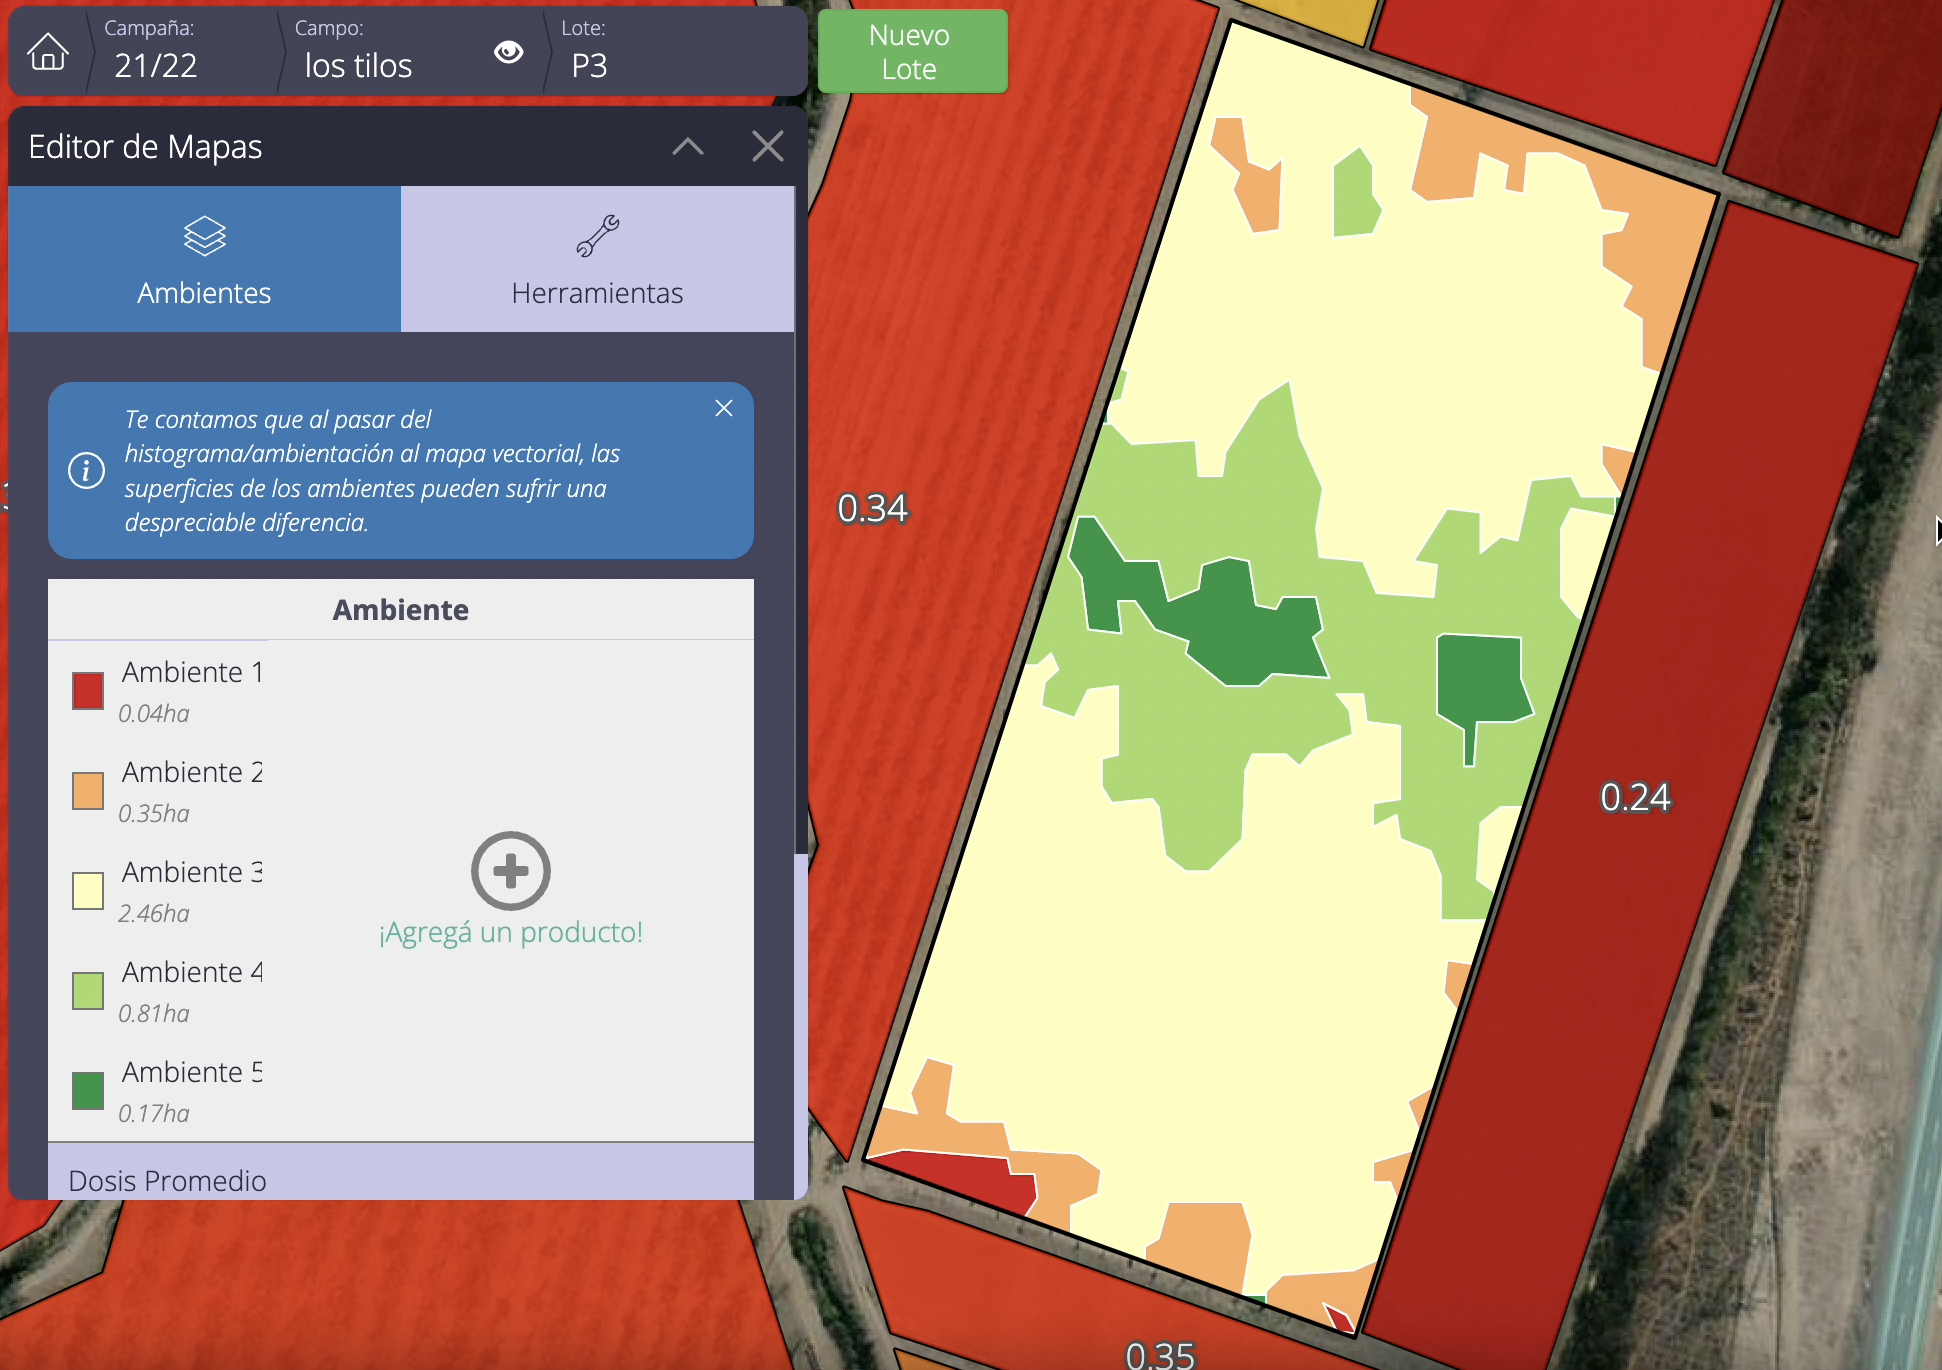 Campaña:
21/22
Campo:
los tilos
Lote:
P3
Nuevo
Lote
Editor de Mapas
Ambientes
Herramientas
Te contamos que al pasar del
histograma/ambientación al mapa vectorial, las
superficies de los ambientes pueden sufrir una
despreciable diferencia.
Ambiente
Ambiente 1
0.04ha
Ambiente 2
0.35ha
Ambiente 3
2.46ha
Ambiente 4
0.81ha
Ambiente 5
0.17ha
¡Agregá un producto!
Dosis Promedio
0.34
0.24
0.35